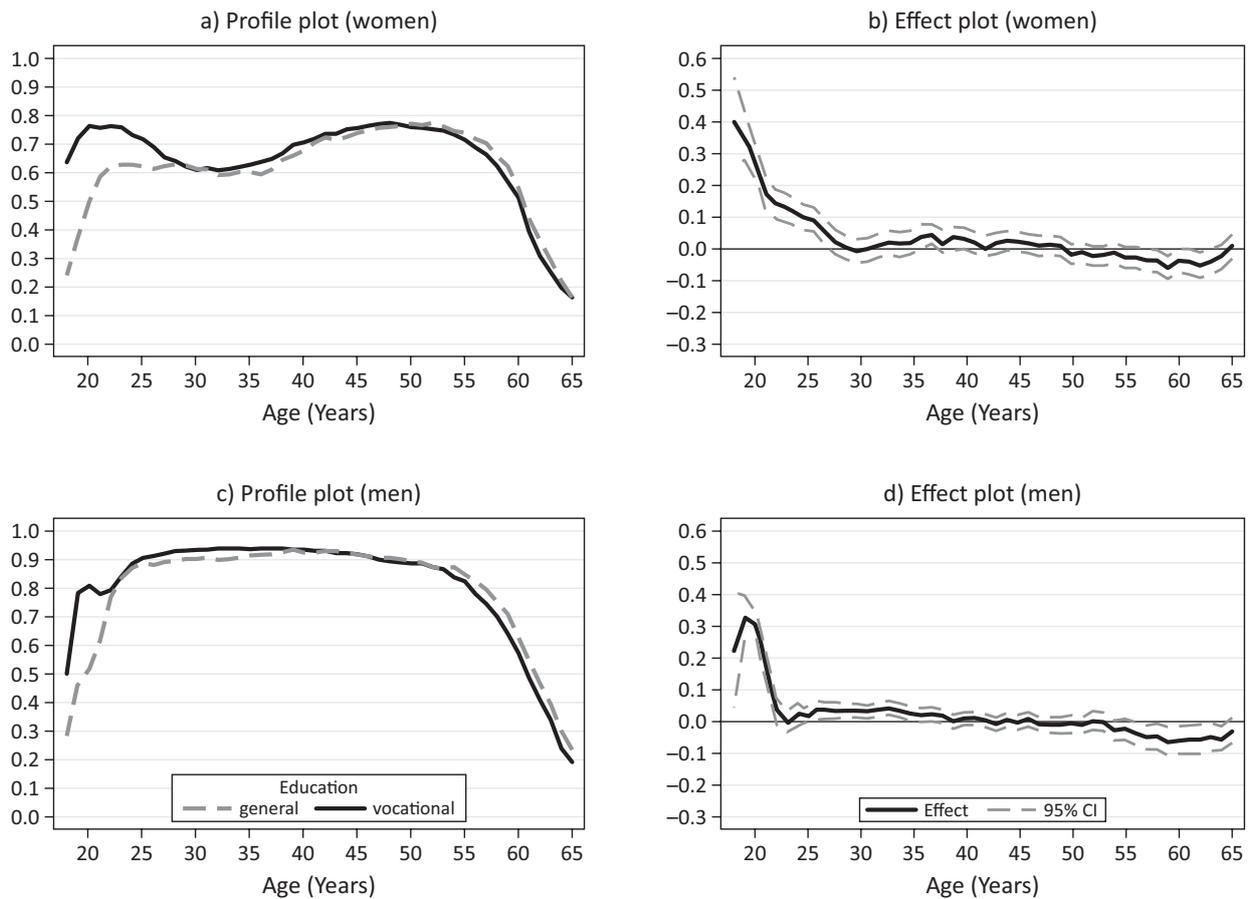 a) Profile plot (women)
1.0
0.9
0.8
0.7
0.6
0.5
0.4
0.3
0.2
0.1
0.0
20 25 30 35 40 45 50 55 60 65
Age (Years)
b) Effect plot (women)
0.6
0.5
0.4
0.3
0.2
0.1
0.0
–0.1
–0.2
–0.3
20 25 30 35 40 45 50 55 60 65
Age (Years)
c) Profile plot (men)
1.0
0.9
0.8
0.7
0.6
0.5
0.4
0.3
0.2
0.1
0.0
Education
general vocational
20 25 30 35 40 45 50 55 60 65
Age (Years)
d) Effect plot (men)
0.6
0.5
0.4
0.3
0.2
0.1
0.0
–0.1
–0.2
–0.3
Effect 95% CI
20 25 30 35 40 45 50 55 60 65
Age (Years)